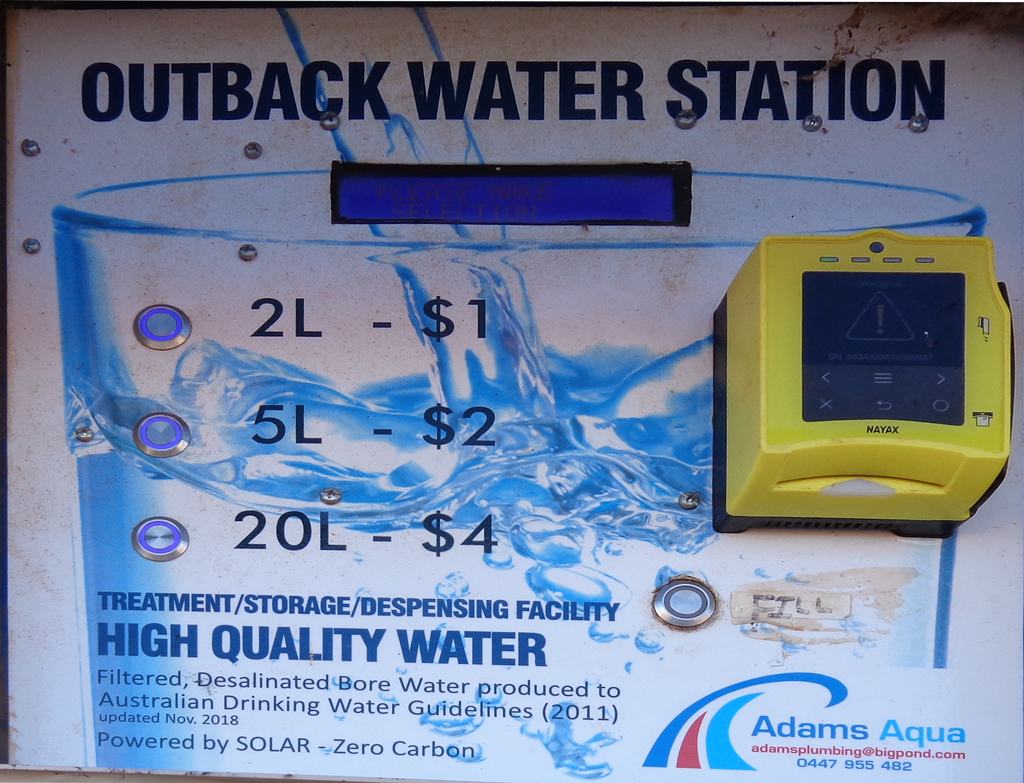 OUTBACK WATER STATION
PLEASE MAKE
SELECTION
2L - $1
5L - $2
20L - $4
NAYAX
FILL
TREATMENT/STORAGE/DESPENSING FACILITY
HIGH QUALITY WATER
Filtered, Desalinated Bore Water produced to
Australian Drinking Water Guidelines (2011)
updated Nov. 2018
Powered by SOLAR - Zero Carbon
Adams Aqua
adamsplumbing@bigpond.com
0447 955 482